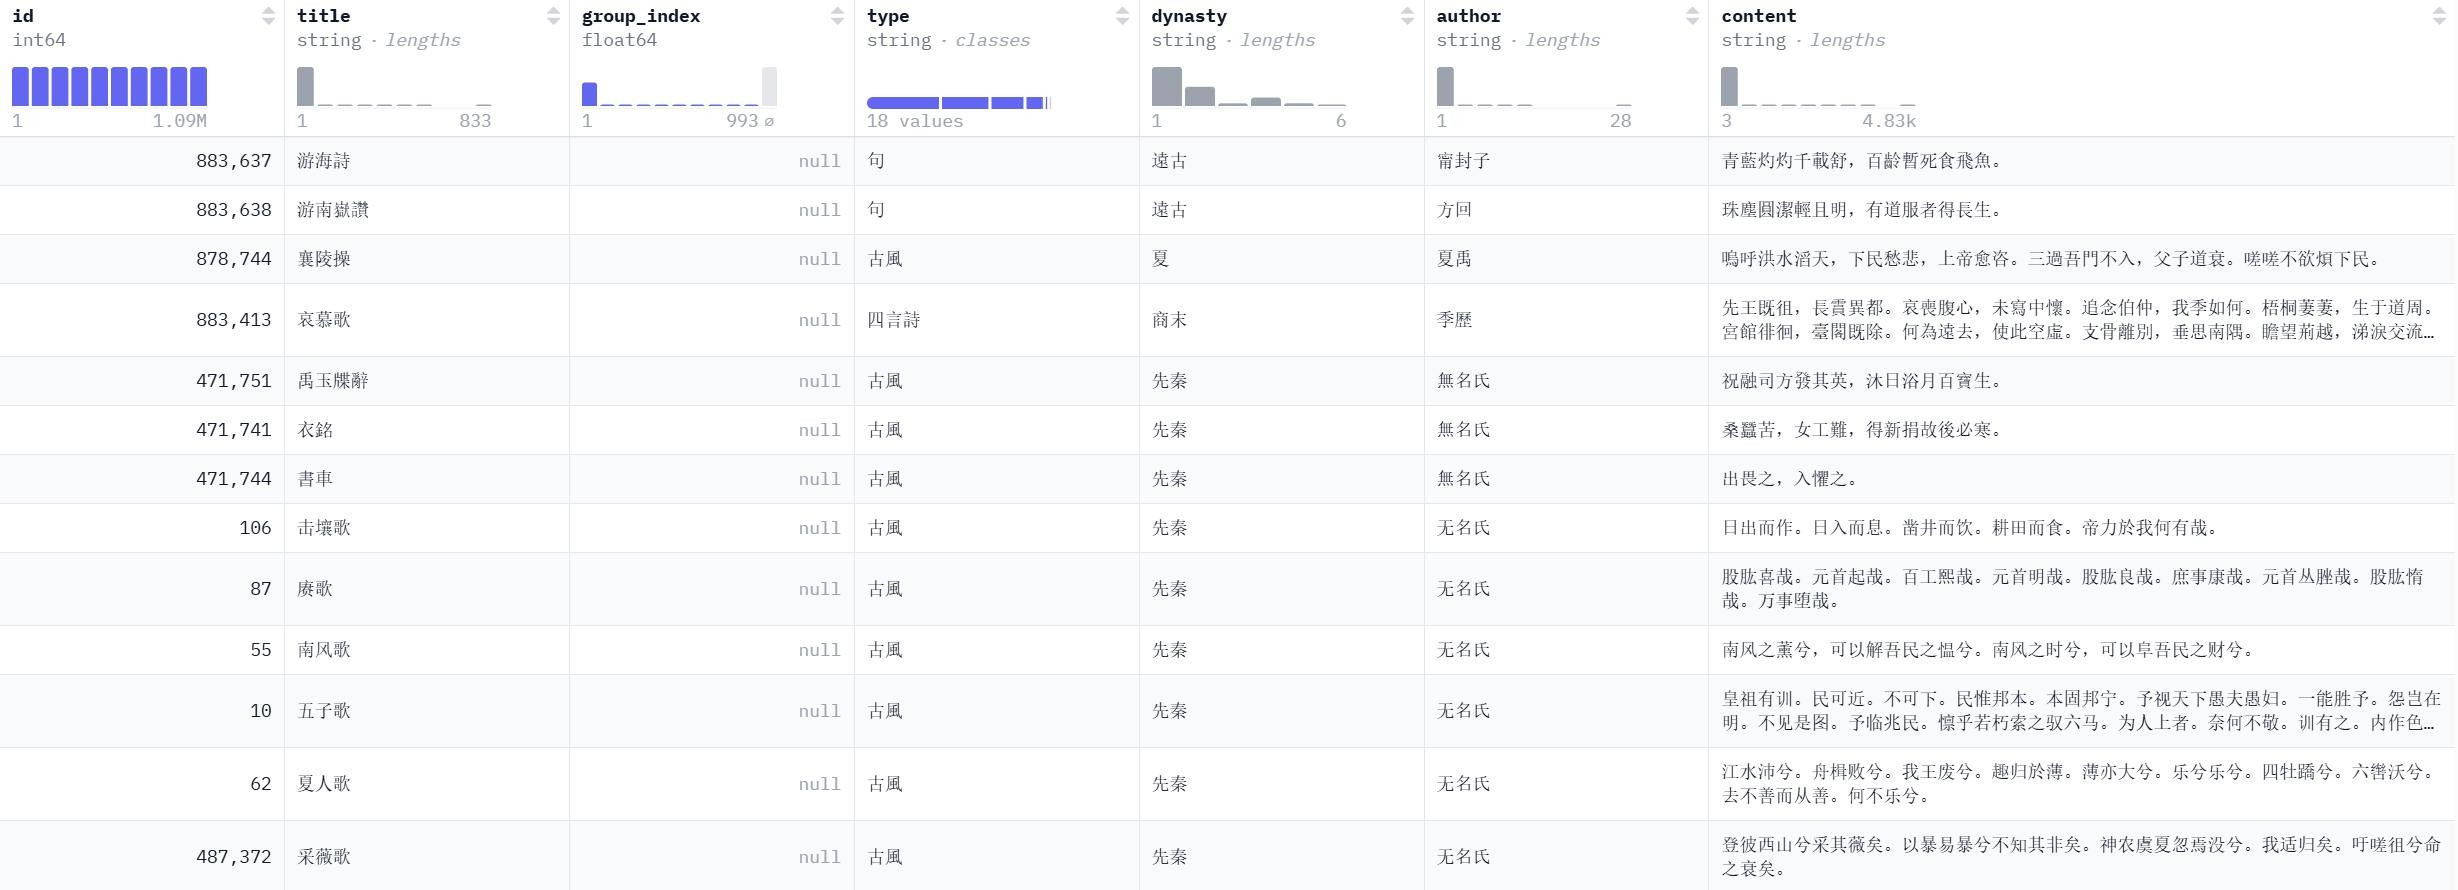 id	title	group_index	type	dynasty	author	content
int64	string · lengths	float64	string · classes	string · lengths	string · lengths	string · lengths
1 1.09M	1 833	1 993 ∅	18 values	1 6	1 28	3 4.83k
883,637	游海詩	null	句	遠古	甯封子	青藍灼灼千載舒，百齡暫死食飛魚。
883,638	游南嶽讚	null	句	遠古	方回	珠塵圓潔輕且明，有道服者得長生。
878,744	襄陵操	null	古風	夏	夏禹	嗚呼洪水滔天，下民愁悲，上帝愈咨。三過吾門不入，父子道衰。嗟嗟不欲煩下民。
883,413	哀慕歌	null	四言詩	商末	季歷	先王既徂，長霣異都。哀喪腹心，未寫中懷。追念伯仲，我季如何。梧桐萋萋，生于道周。
宮館徘徊，臺閣既除。何為遠去，使此空虛。支骨離別，垂思南隅。瞻望荊越，涕淚交流…
471,751	禹玉牒辭	null	古風	先秦	無名氏	祝融司方發其英，沐日浴月百寶生。
471,741	衣銘	null	古風	先秦	無名氏	桑蠶苦，女工難，得新捐故後必寒。
471,744	書車	null	古風	先秦	無名氏	出畏之，入懼之。
106	击壤歌	null	古風	先秦	无名氏	日出而作。日入而息。凿井而饮。耕田而食。帝力於我何有哉。
87	赓歌	null	古風	先秦	无名氏	股肱喜哉。元首起哉。百工熙哉。元首明哉。股肱良哉。庶事康哉。元首丛脞哉。股肱惰
哉。万事堕哉。
55	南风歌	null	古風	先秦	无名氏	南风之薰兮，可以解吾民之愠兮。南风之时兮，可以阜吾民之财兮。
10	五子歌	null	古風	先秦	无名氏	皇祖有训。民可近。不可下。民惟邦本。本固邦宁。予视天下愚夫愚妇。一能胜予。怨岂在
明。不见是图。予临兆民。懔乎若朽索之驭六马。为人上者。奈何不敬。训有之。内作色…
62	夏人歌	null	古風	先秦	无名氏	江水沛兮。舟楫败兮。我王废兮。趣归於薄。薄亦大兮。乐兮乐兮。四牡蹻兮。六辔沃兮。
去不善而从善。何不乐兮。
487,372	采薇歌	null	古風	先秦	无名氏	登彼西山兮采其薇矣。以暴易暴兮不知其非矣。神农虞夏忽焉没兮。我适归矣。吁嗟徂兮命
之衰矣。